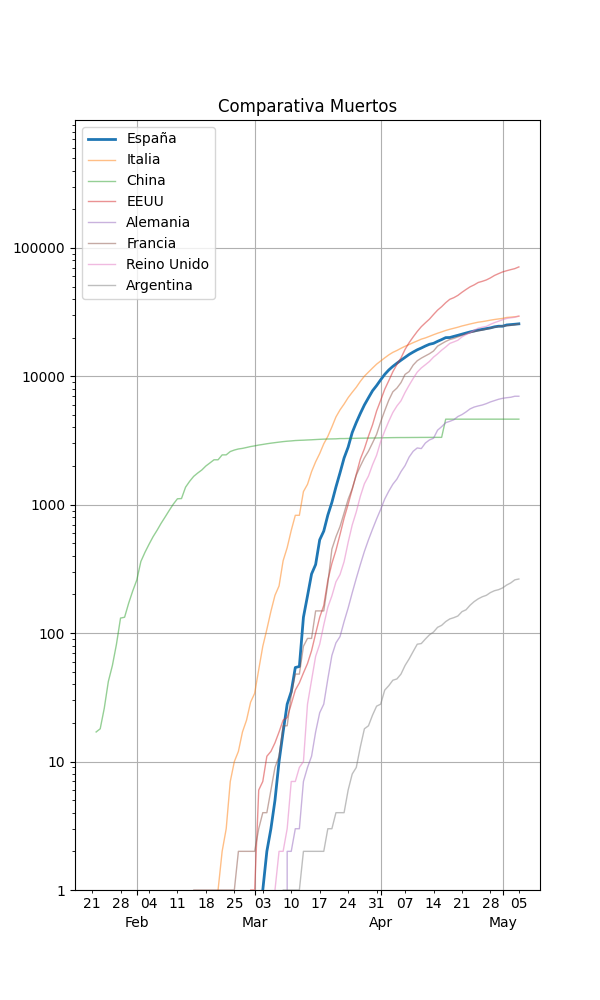 Comparativa Muertos
España
Italia
China
EEUU
Alemania
Francia
Reino Unido
Argentina
100000
10000
1000
100
10
1
21 28 04 11 18 25 03 10 17 24 31 07 14 21 28 05
Feb Mar Apr May